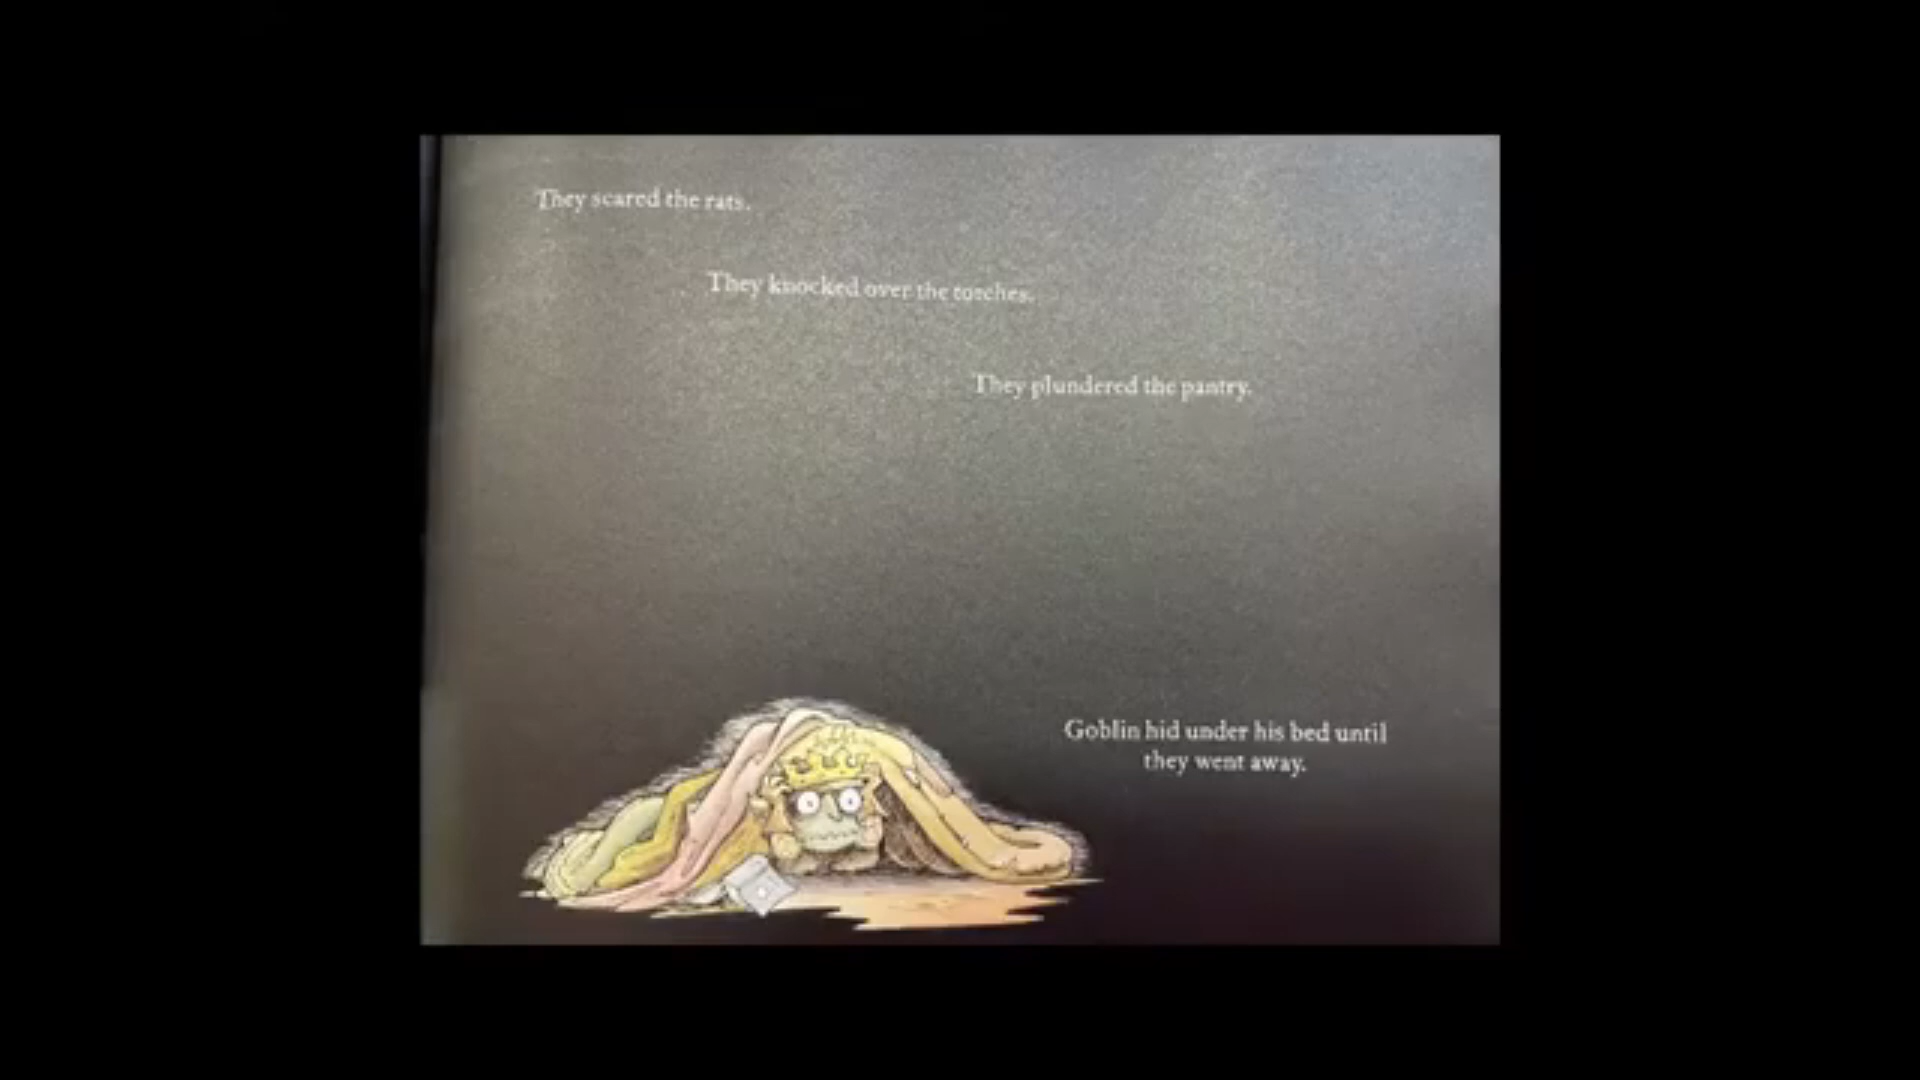 They scared the rats.
They knocked over the torches.
They plundered the pantry.
Goblin hid under his bed until
they went away.